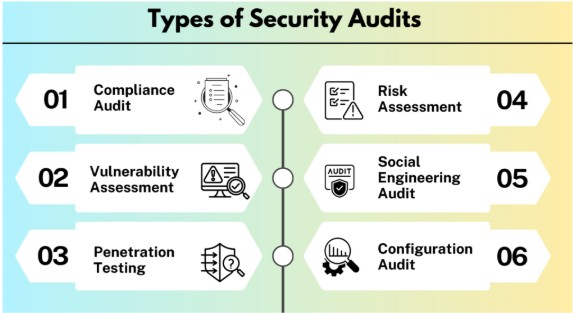 Types of Security Audits
01
Compliance
Audit
02
Vulnerability
Assessment
03
Penetration
Testing
Risk
Assessment
04
AUDIT
Social
Engineering
Audit
05
Configuration
Audit
06